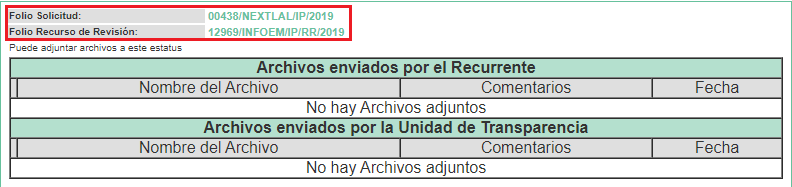 Folio Solicitud: 00438/NEXTLAL/IP/2019
Folio Recurso de Revisión: 12969/INFOEM/IP/RR/2019
Puede adjuntar archivos a este estatus
Archivos enviados por el Recurrente
Nombre del Archivo Comentarios Fecha
No hay Archivos adjuntos
Archivos enviados por la Unidad de Transparencia
Nombre del Archivo Comentarios Fecha
No hay Archivos adjuntos